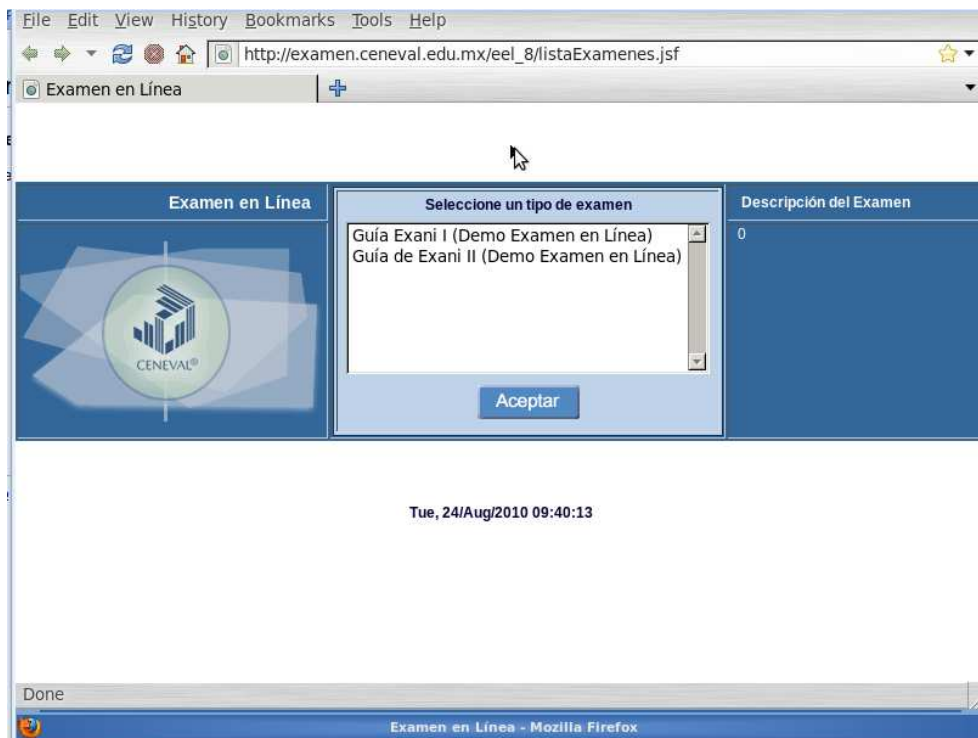 File Edit View History Bookmarks Tools Help
http://examen.ceneval.edu.mx/eel_8/listaExamenes.jsf
Examen en Línea
Examen en Línea
Seleccione un tipo de examen
Descripción del Examen
Guía Exani I (Demo Examen en Línea)
Guía de Exani II (Demo Examen en Línea)
0
CENEVAL®
Aceptar
Tue, 24/Aug/2010 09:40:13
Done
Examen en Línea - Mozilla Firefox